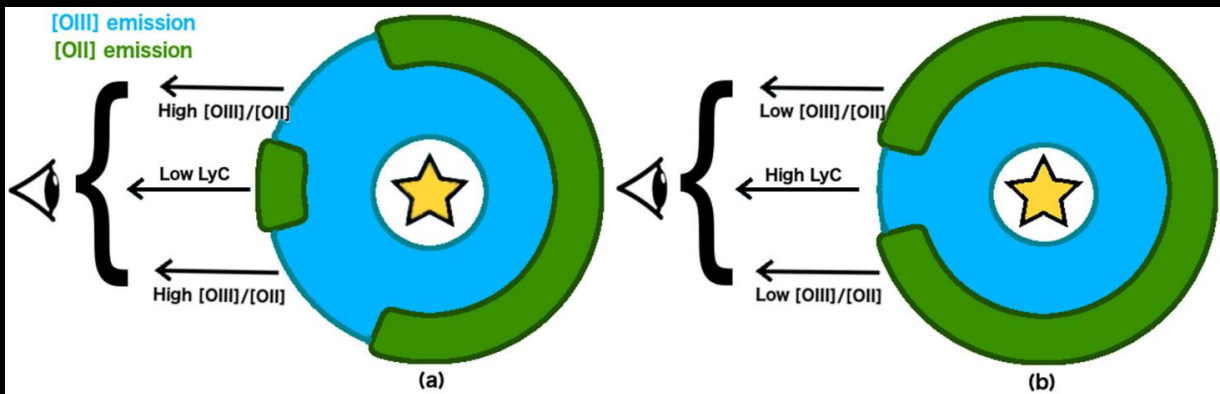 [OIII] emission
[OII] emission
High [OIII]/[OII]
Low LyC
High [OIII]/[OII]
(a)
Low [OIII]/[OII]
High LyC
Low [OIII]/[OII]
(b)